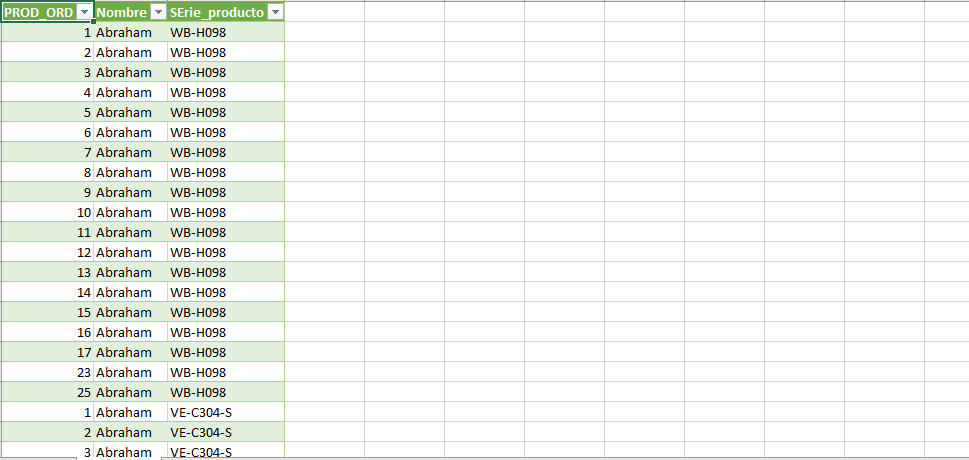 PROD_ORD Nombre SErie_producto
1 Abraham WB-H098
2 Abraham WB-H098
3 Abraham WB-H098
4 Abraham WB-H098
5 Abraham WB-H098
6 Abraham WB-H098
7 Abraham WB-H098
8 Abraham WB-H098
9 Abraham WB-H098
10 Abraham WB-H098
11 Abraham WB-H098
12 Abraham WB-H098
13 Abraham WB-H098
14 Abraham WB-H098
15 Abraham WB-H098
16 Abraham WB-H098
17 Abraham WB-H098
23 Abraham WB-H098
25 Abraham WB-H098
1 Abraham VE-C304-S
2 Abraham VE-C304-S
3 Abraham VE-C304-S